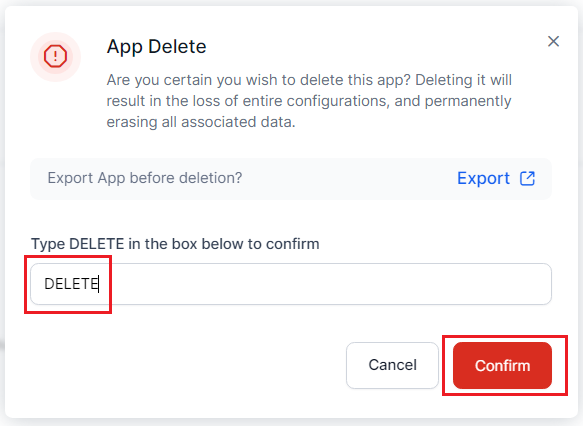 App Delete
Are you certain you wish to delete this app? Deleting it will
result in the loss of entire configurations, and permanently
erasing all associated data.
Export App before deletion?
Export
Type DELETE in the box below to confirm
DELETE
Cancel
Confirm